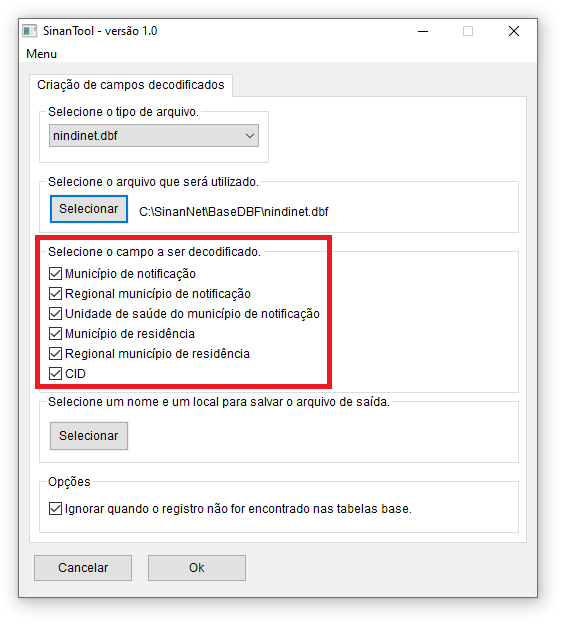 SinanTool - versão 1.0
Menu
Criação de campos decodificados
Selecione o tipo de arquivo.
nindinet.dbf
Selecione o arquivo que será utilizado.
Selecionar C:\SinanNet\BaseDBF\nindinet.dbf
Selecione o campo a ser decodificado.
Município de notificação
Regional município de notificação
Unidade de saúde do município de notificação
Município de residência
Regional município de residência
CID
Selecione um nome e um local para salvar o arquivo de saída.
Selecionar
Opções
Ignorar quando o registro não for encontrado nas tabelas base.
Cancelar Ok